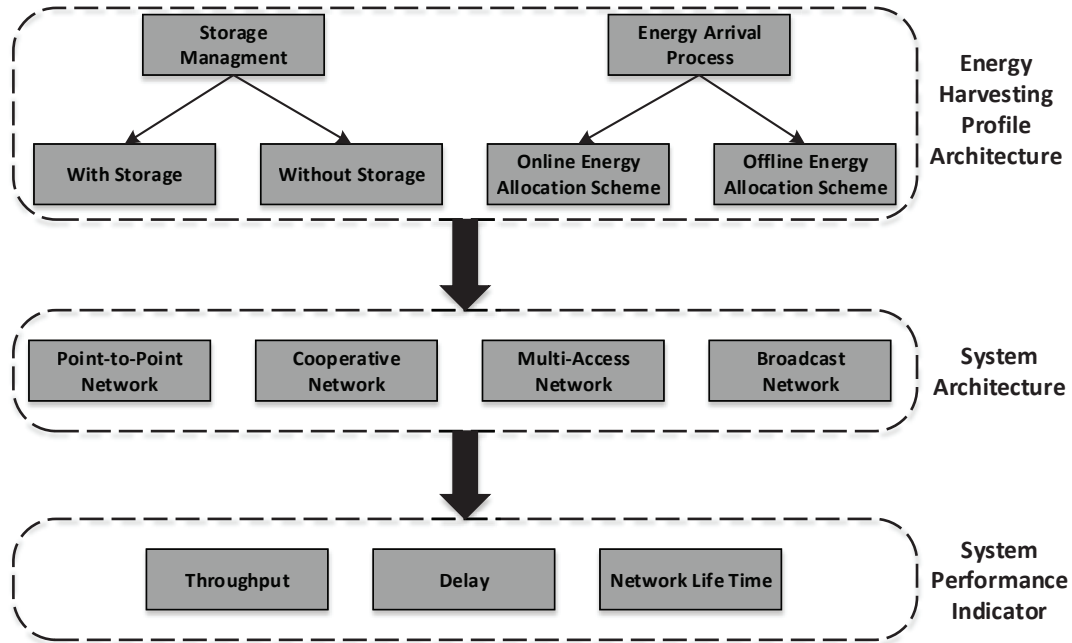 Storage
Managment
Energy Arrival
Process
With Storage
Without Storage
Online Energy
Allocation Scheme
Offline Energy
Allocation Scheme
Energy
Harvesting
Profile
Architecture
Point-to-Point
Network
Cooperative
Network
Multi-Access
Network
Broadcast
Network
System
Architecture
Throughput
Delay
Network Life Time
System
Performance
Indicator